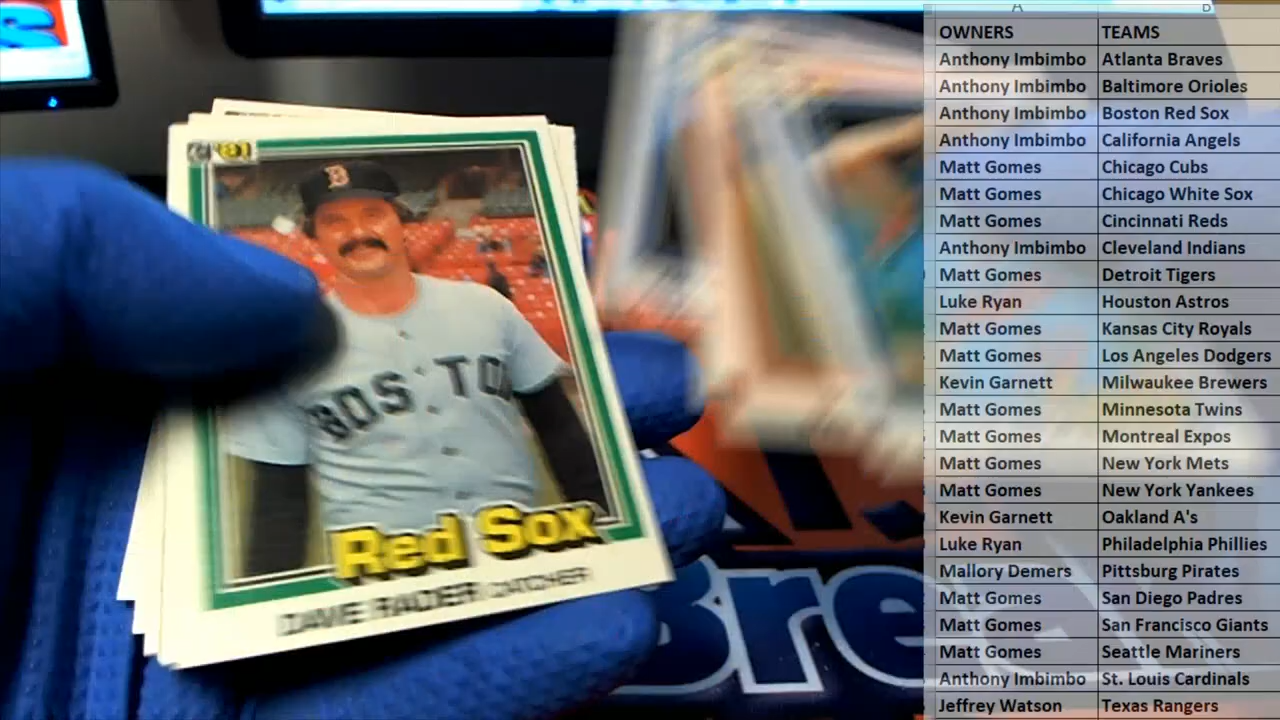 '81
B
BOSTO
Red Sox
DAVE RADER CATCHER
Brea
A B
OWNERS TEAMS
Anthony Imbimbo Atlanta Braves
Anthony Imbimbo Baltimore Orioles
Anthony Imbimbo Boston Red Sox
Anthony Imbimbo California Angels
Matt Gomes Chicago Cubs
Matt Gomes Chicago White Sox
Matt Gomes Cincinnati Reds
Anthony Imbimbo Cleveland Indians
Matt Gomes Detroit Tigers
Luke Ryan Houston Astros
Matt Gomes Kansas City Royals
Matt Gomes Los Angeles Dodgers
Kevin Garnett Milwaukee Brewers
Matt Gomes Minnesota Twins
Matt Gomes Montreal Expos
Matt Gomes New York Mets
Matt Gomes New York Yankees
Kevin Garnett Oakland A's
Luke Ryan Philadelphia Phillies
Mallory Demers Pittsburg Pirates
Matt Gomes San Diego Padres
Matt Gomes San Francisco Giants
Matt Gomes Seattle Mariners
Anthony Imbimbo St. Louis Cardinals
Jeffrey Watson Texas Rangers